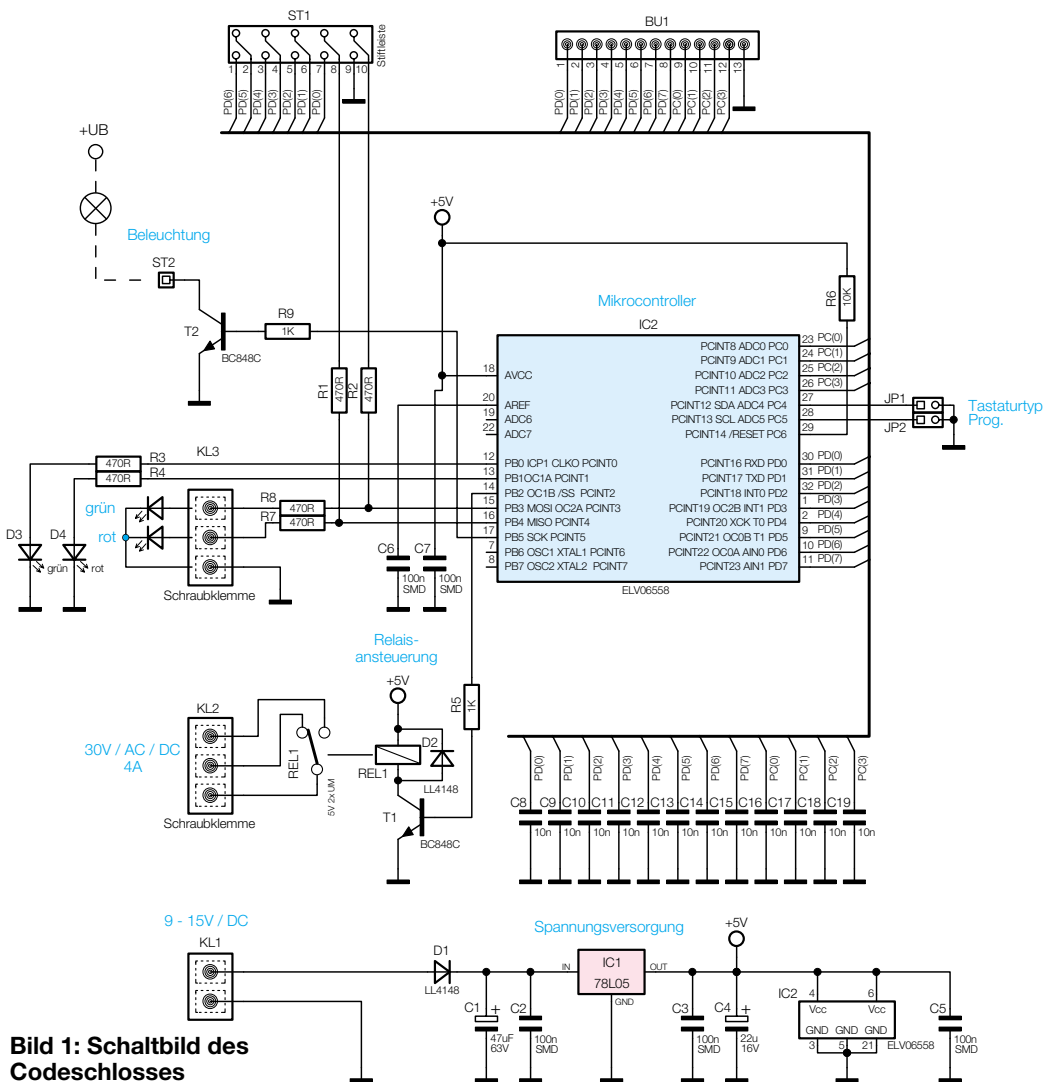 ST1
Stiftleiste
1 2 3 4 5 6 7 8 9 10
PD(6) PD(5) PD(4) PD(3) PD(2) PD(1) PD(0)
BU1
1 2 3 4 5 6 7 8 9 10 11 12 13
PD(0) PD(1) PD(2) PD(3) PD(4) PD(5) PD(6) PD(7) PC(0) PC(1) PC(2) PC(3)
+UB
Beleuchtung
ST2
T2
BC848C
R9
1K
R1
470R
R2
470R
+5V
R6
10K
Mikrocontroller
IC2
18 AVCC
20 AREF
19 ADC6
22 ADC7
12 PB0 ICP1 CLKO PCINT0
13 PB1OC1A PCINT1
14 PB2 OC1B /SS PCINT2
15 PB3 MOSI OC2A PCINT3
16 PB4 MISO PCINT4
17 PB5 SCK PCINT5
7 PB6 OSC1 XTAL1 PCINT6
8 PB7 OSC2 XTAL2 PCINT7
PCINT8 ADC0 PC0 23 PC(0)
PCINT9 ADC1 PC1 24 PC(1)
PCINT10 ADC2 PC2 25 PC(2)
PCINT11 ADC3 PC3 26 PC(3)
PCINT12 SDA ADC4 PC4 27
PCINT13 SCL ADC5 PC5 28
PCINT14 /RESET PC6 29
PCINT16 RXD PD0 30 PD(0)
PCINT17 TXD PD1 31 PD(1)
PCINT18 INT0 PD2 32 PD(2)
PCINT19 OC2B INT1 PD3 1 PD(3)
PCINT20 XCK T0 PD4 2 PD(4)
PCINT21 OC0B T1 PD5 9 PD(5)
PCINT22 OC0A AIN0 PD6 10 PD(6)
PCINT23 AIN1 PD7 11 PD(7)
ELV06558
JP1
JP2
Tastaturtyp
Prog.
R3
470R
R4
470R
KL3
R8
470R
R7
470R
grün
rot
D3
grün
D4
rot
Schraubklemme
C6
100n
SMD
C7
100n
SMD
Relais-
ansteuerung
+5V
R5
1K
KL2
30V / AC / DC
4A
Schraubklemme
REL1
5V 2xUM
REL1
D2
LL4148
T1
BC848C
PD(0) PD(1) PD(2) PD(3) PD(4) PD(5) PD(6) PD(7) PC(0) PC(1) PC(2) PC(3)
C8 C9 C10 C11 C12 C13 C14 C15 C16 C17 C18 C19
10n 10n 10n 10n 10n 10n 10n 10n 10n 10n 10n 10n
9 - 15V / DC
KL1
D1
LL4148
C1
+
47uF
63V
C2
100n
SMD
Spannungsversorgung
IN
IC1
78L05
OUT
GND
C3
100n
SMD
+5V
C4
+
22u
16V
IC2
4 6
Vcc Vcc
GND GND GND
3 5 21
ELV06558
C5
100n
SMD
Bild 1: Schaltbild des
Codeschlosses